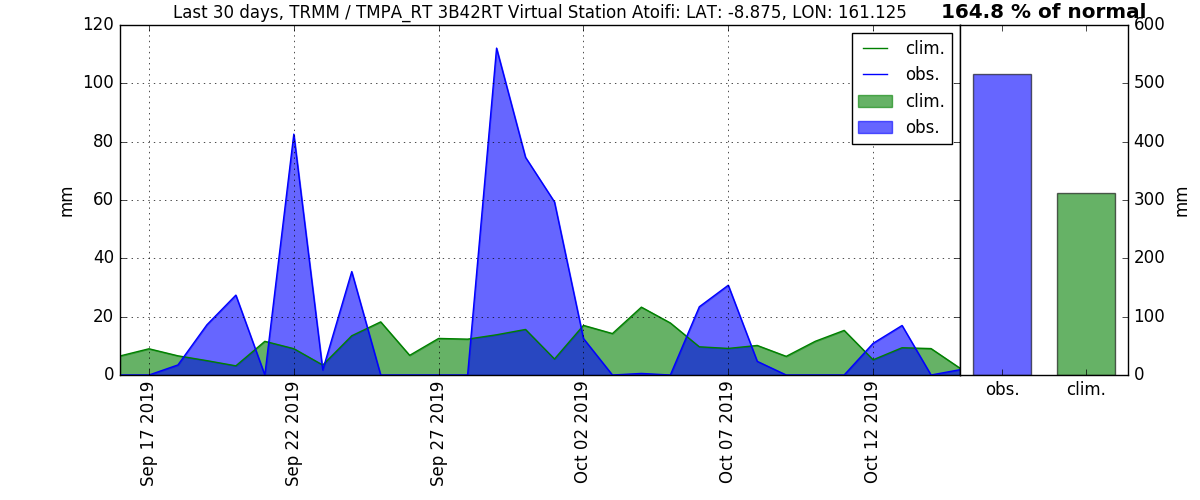 Last 30 days, TRMM / TMPA_RT 3B42RT Virtual Station Atoifi: LAT: -8.875, LON: 161.125
164.8 % of normal
120
100
80
60
40
20
0
mm
clim.
obs.
clim.
obs.
600
500
400
300
200
100
0
mm
Sep 17 2019
Sep 22 2019
Sep 27 2019
Oct 02 2019
Oct 07 2019
Oct 12 2019
obs.
clim.